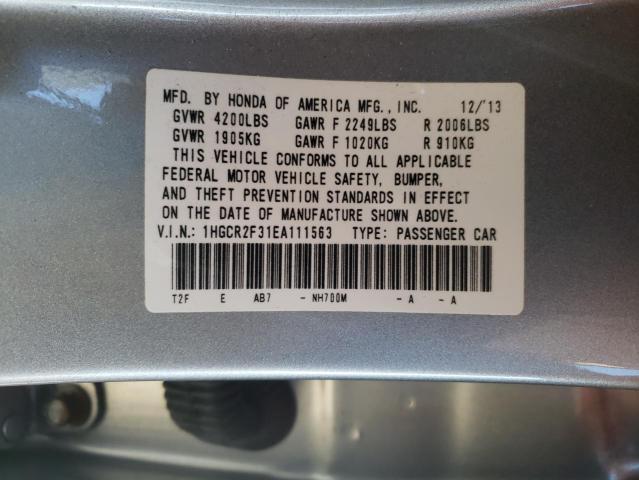 MFD. BY HONDA OF AMERICA MFG., INC. 12/'13
GVWR 4200LBS GAWR F 2249LBS R 2006LBS
GVWR 1905KG GAWR F 1020KG R 910KG
THIS VEHICLE CONFORMS TO ALL APPLICABLE
FEDERAL MOTOR VEHICLE SAFETY, BUMPER,
AND THEFT PREVENTION STANDARDS IN EFFECT
ON THE DATE OF MANUFACTURE SHOWN ABOVE.
V.I.N.: 1HGCR2F31EA111563 TYPE: PASSENGER CAR
T2F E AB7 - NH700M - A - A